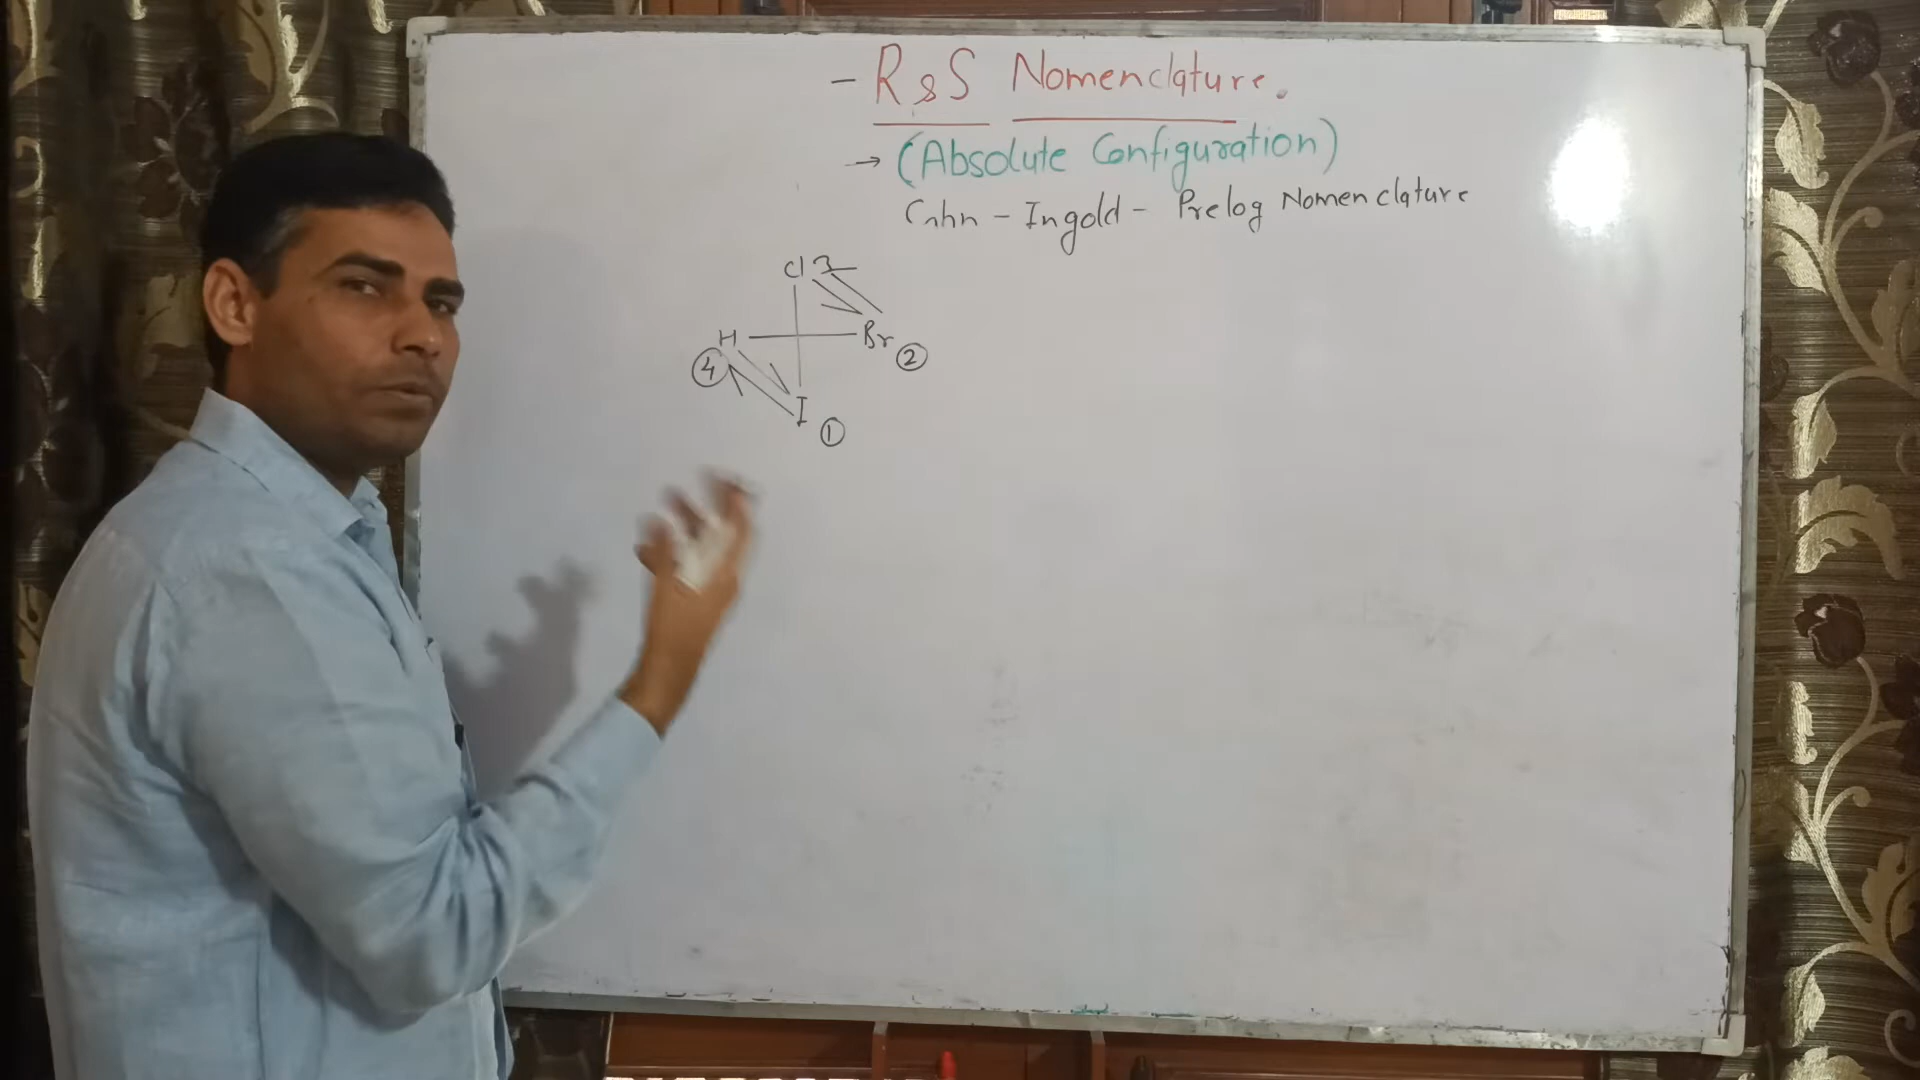 - R & S Nomenclature.
→ (Absolute Configuration)
Cahn - Ingold - Prelog Nomenclature
Cl 3
H Br
④ ②
I
①